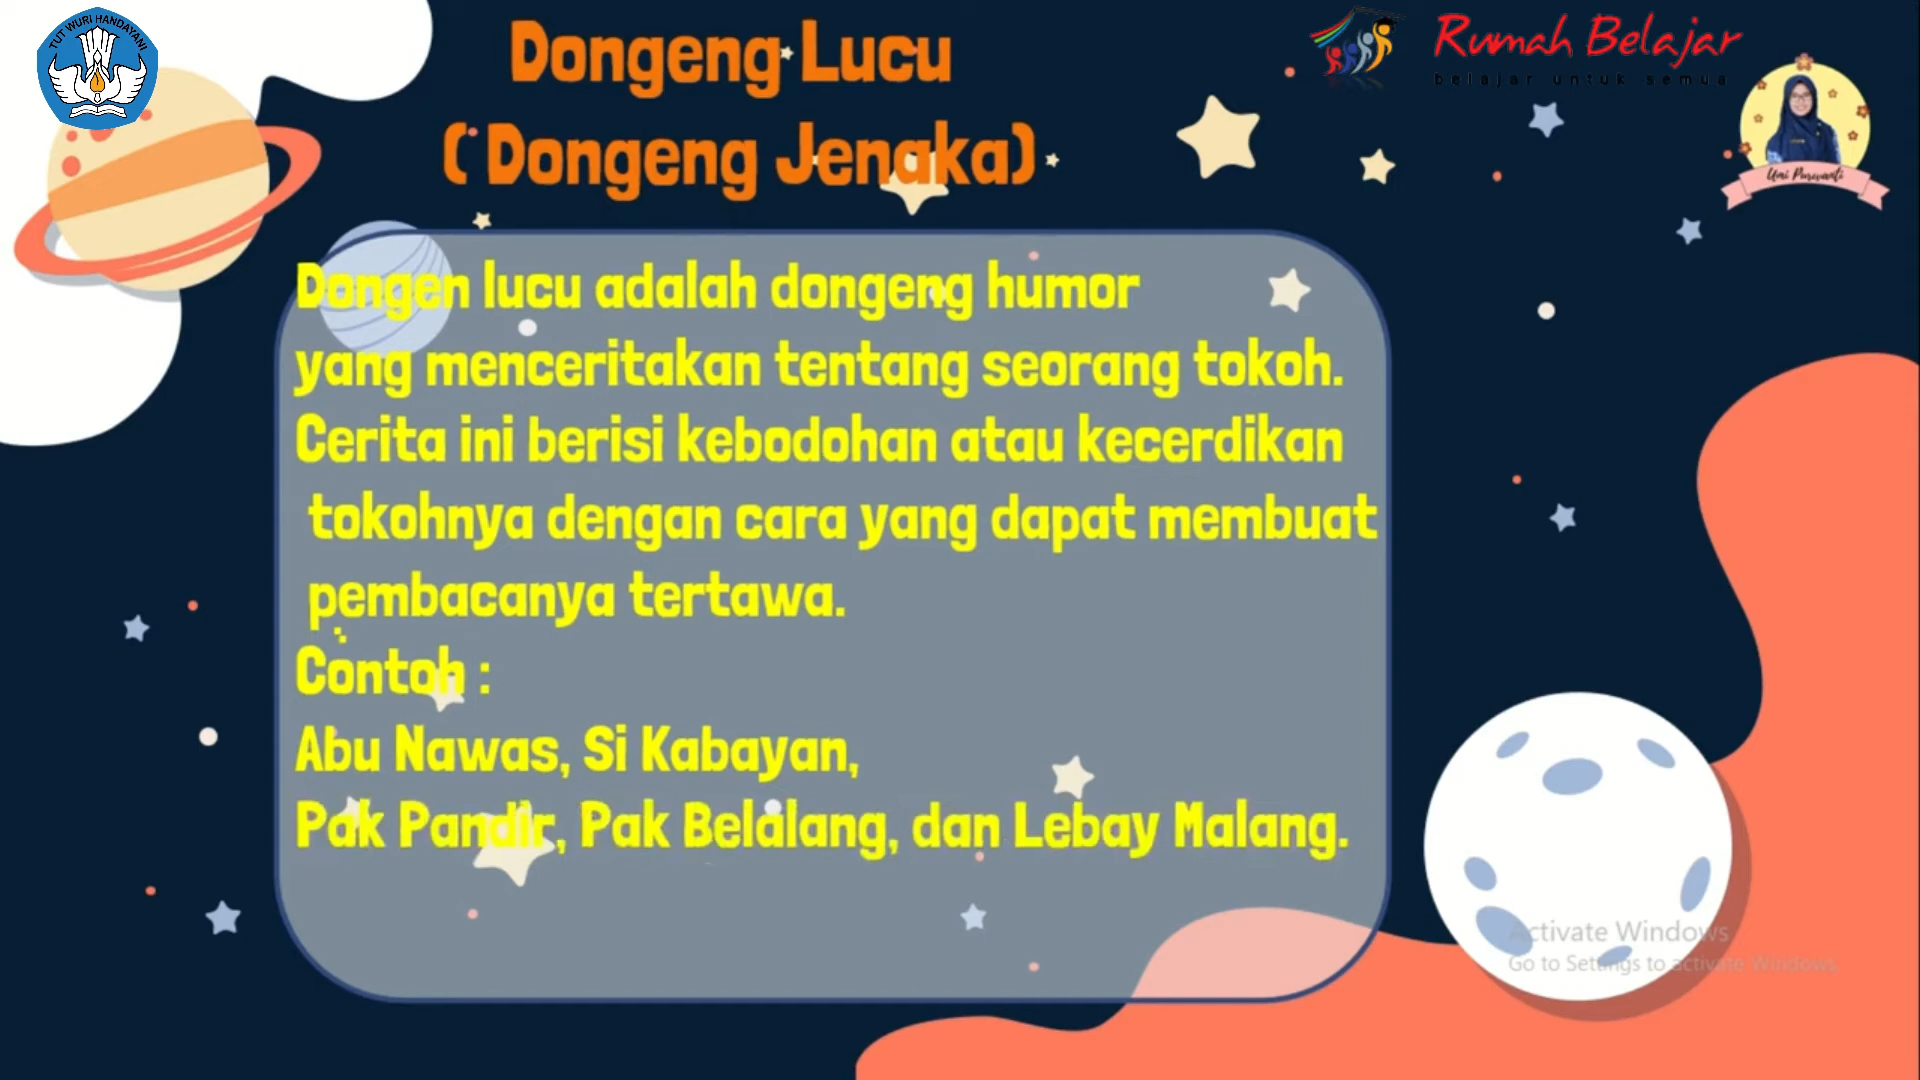 TUT WURI HANDAYANI
Dongeng Lucu
( Dongeng Jenaka)
Rumah Belajar
belajar untuk semua
Umi Purwanti
Dongen lucu adalah dongeng humor
yang menceritakan tentang seorang tokoh.
Cerita ini berisi kebodohan atau kecerdikan
tokohnya dengan cara yang dapat membuat
pembacanya tertawa.
Contoh :
Abu Nawas, Si Kabayan,
Pak Pandir, Pak Belalang, dan Lebay Malang.
Activate Windows
Go to Settings to activate Windows.